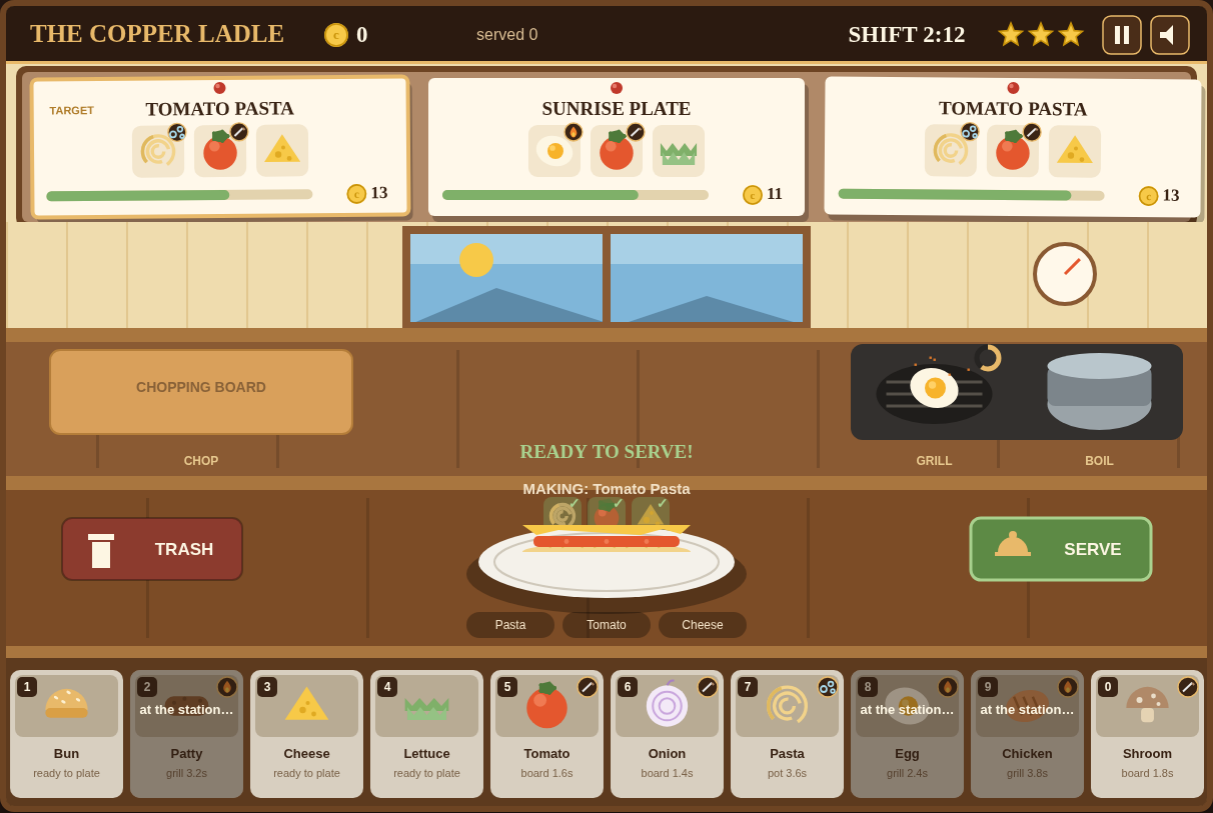 THE COPPER LADLE
c 0
served 0
SHIFT 2:12
TARGET
TOMATO PASTA
c 13
SUNRISE PLATE
c 11
TOMATO PASTA
c 13
CHOPPING BOARD
CHOP
GRILL
BOIL
READY TO SERVE!
MAKING: Tomato Pasta
TRASH
SERVE
Pasta
Tomato
Cheese
1
Bun
ready to plate
2
at the station...
Patty
grill 3.2s
3
Cheese
ready to plate
4
Lettuce
ready to plate
5
Tomato
board 1.6s
6
Onion
board 1.4s
7
Pasta
pot 3.6s
8
at the station...
Egg
grill 2.4s
9
at the station...
Chicken
grill 3.8s
0
Shroom
board 1.8s